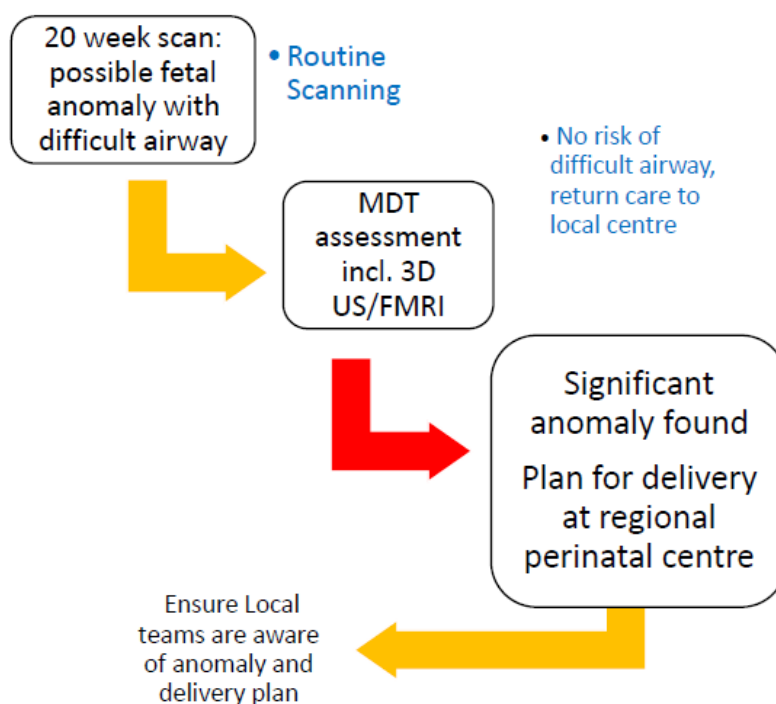 20 week scan:
possible fetal
anomaly with
difficult airway
• Routine
Scanning
• No risk of
difficult airway,
return care to
local centre
MDT
assessment
incl. 3D
US/FMRI
Significant
anomaly found
Plan for delivery
at regional
perinatal centre
Ensure Local
teams are aware
of anomaly and
delivery plan